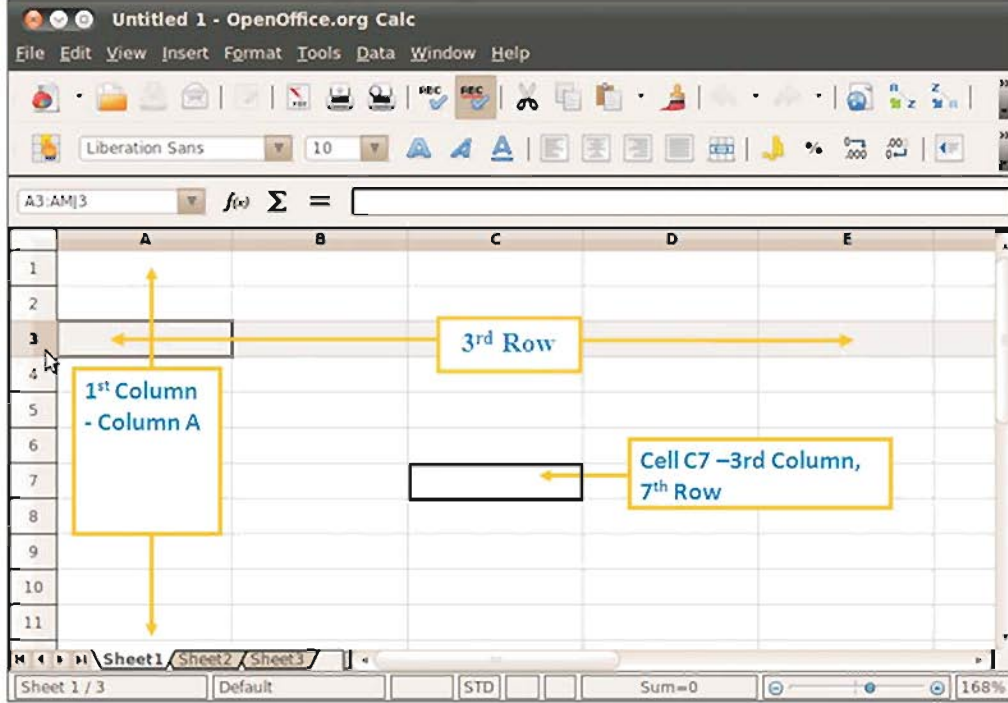 Untitled 1 - OpenOffice.org Calc
File Edit View Insert Format Tools Data Window Help
Liberation Sans 10
A3:AMJ3 f(x) Σ =
A B C D E
1
2
3
3rd Row
4
1st Column
- Column A
5
6
Cell C7 –3rd Column,
7th Row
7
8
9
10
11
Sheet1 Sheet2 Sheet3
Sheet 1 / 3 Default STD Sum=0 168%